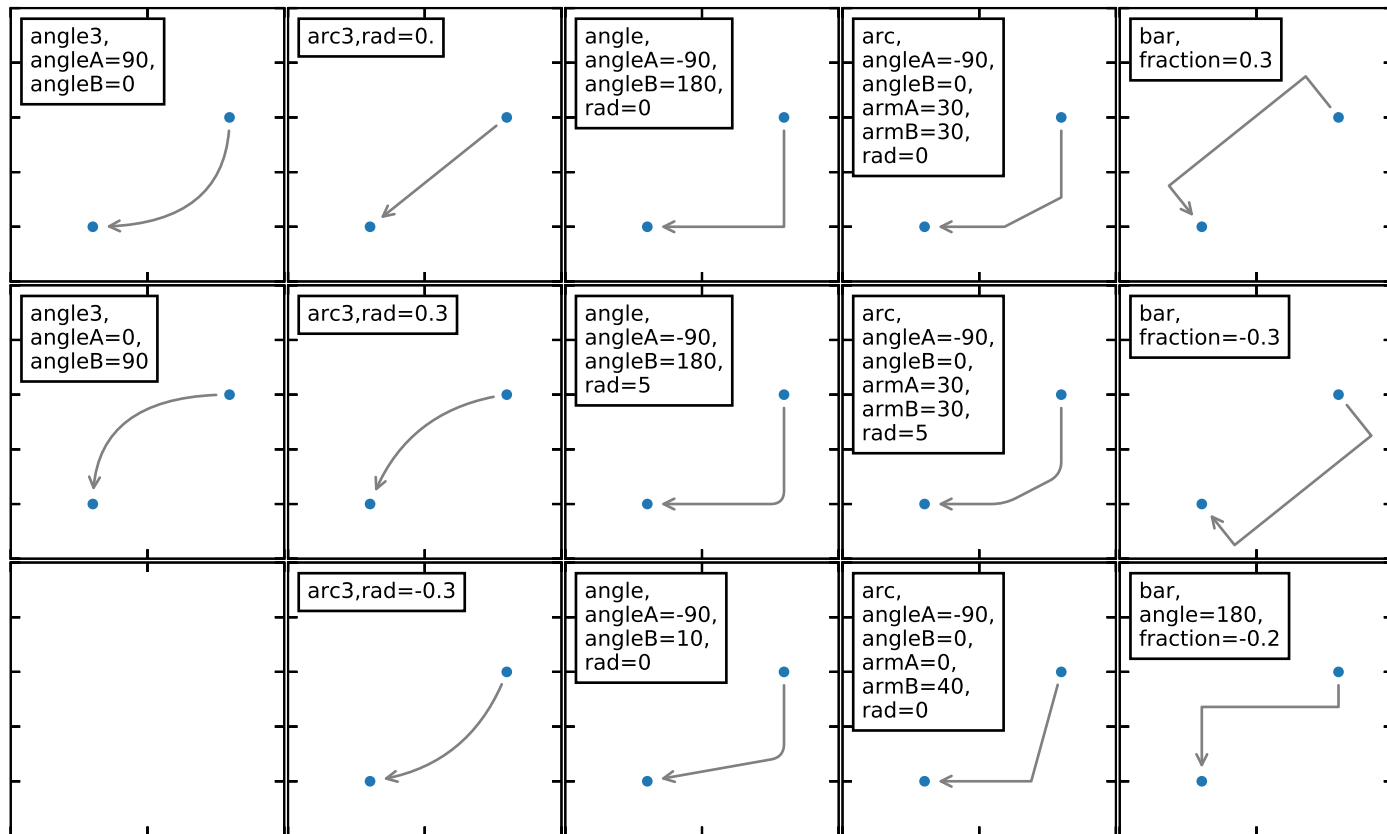 angle3,
angleA=90,
angleB=0
arc3,rad=0.
angle,
angleA=-90,
angleB=180,
rad=0
arc,
angleA=-90,
angleB=0,
armA=30,
armB=30,
rad=0
bar,
fraction=0.3
angle3,
angleA=0,
angleB=90
arc3,rad=0.3
angle,
angleA=-90,
angleB=180,
rad=5
arc,
angleA=-90,
angleB=0,
armA=30,
armB=30,
rad=5
bar,
fraction=-0.3
arc3,rad=-0.3
angle,
angleA=-90,
angleB=10,
rad=0
arc,
angleA=-90,
angleB=0,
armA=0,
armB=40,
rad=0
bar,
angle=180,
fraction=-0.2